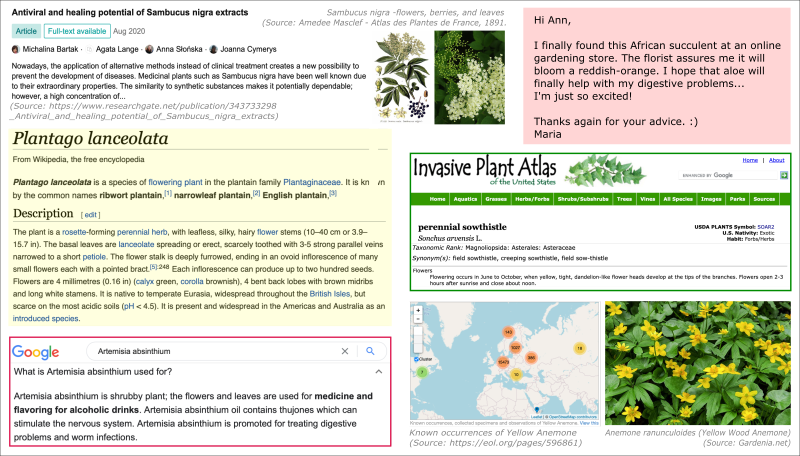 Antiviral and healing potential of Sambucus nigra extracts
Article
Full-text available
Aug 2020
Michalina Bartak
Agata Lange
Anna Słońska
Joanna Cymerys
Nowadays, the application of alternative methods instead of clinical treatment creates a new possibility to
prevent the development of diseases. Medicinal plants such as Sambucus nigra have been well known due
to their extraordinary properties. The similarity to synthetic substances makes it potentially dependable;
however, a high concentration of...
(Source: https://www.researchgate.net/publication/343733298
_Antiviral_and_healing_potential_of_Sambucus_nigra_extracts)
Sambucus nigra -flowers, berries, and leaves
(Source: Amedee Masclef - Atlas des Plantes de France, 1891.
Hi Ann,
I finally found this African succulent at an online
gardening store. The florist assures me it will
bloom a reddish-orange. I hope that aloe will
finally help with my digestive problems...
I'm just so excited!
Thanks again for your advice. :)
Maria
Plantago lanceolata
From Wikipedia, the free encyclopedia
Plantago lanceolata is a species of flowering plant in the plantain family Plantaginaceae. It is kn n
by the common names ribwort plantain,[1] narrowleaf plantain,[2] English plantain,[3]
Description [ edit ]
The plant is a rosette-forming perennial herb, with leafless, silky, hairy flower stems (10–40 cm or 3.9–
15.7 in). The basal leaves are lanceolate spreading or erect, scarcely toothed with 3-5 strong parallel veins
narrowed to a short petiole. The flower stalk is deeply furrowed, ending in an ovoid inflorescence of many
small flowers each with a pointed bract.[5]:248 Each inflorescence can produce up to two hundred seeds.
Flowers are 4 millimetres (0.16 in) (calyx green, corolla brownish), 4 bent back lobes with brown midribs
and long white stamens. It is native to temperate Eurasia, widespread throughout the British Isles, but
scarce on the most acidic soils (pH < 4.5). It is present and widespread in the Americas and Australia as an
introduced species.
Home | About
Invasive Plant Atlas
of the United States
ENHANCED BY Google
Home
Aquatics
Grasses
Herbs/Forbs
Shrubs/Subshrubs
Trees
Vines
All Species
Images
Parks
Sources
perennial sowthistle
Sonchus arvensis L.
USDA PLANTS Symbol: SOAR2
U.S. Nativity: Exotic
Habit: Forbs/Herbs
Taxonomic Rank: Magnoliopsida: Asterales: Asteraceae
Synonym(s): field sowthistle, creeping sowthistle, field sow-thistle
Flowers
Flowering occurs in June to October, when yellow, tight, dandelion-like flower heads develop at the tips of the branches. Flowers open 2-3
hours after sunrise and close about noon.
Google
Artemisia absinthium
What is Artemisia absinthium used for?
Artemisia absinthium is shrubby plant; the flowers and leaves are used for medicine and
flavoring for alcoholic drinks. Artemisia absinthium oil contains thujones which can
stimulate the nervous system. Artemisia absinthium is promoted for treating digestive
problems and worm infections.
+
-
Cluster
143
1027
15473
19
7
10
Leaflet | © OpenStreetMap contributors
Known occurrences, collected specimens and observations of Yellow Anemone. View this
Known occurrences of Yellow Anemone
(Source: https://eol.org/pages/596861)
Anemone ranunculoides (Yellow Wood Anemone)
(Source: Gardenia.net)